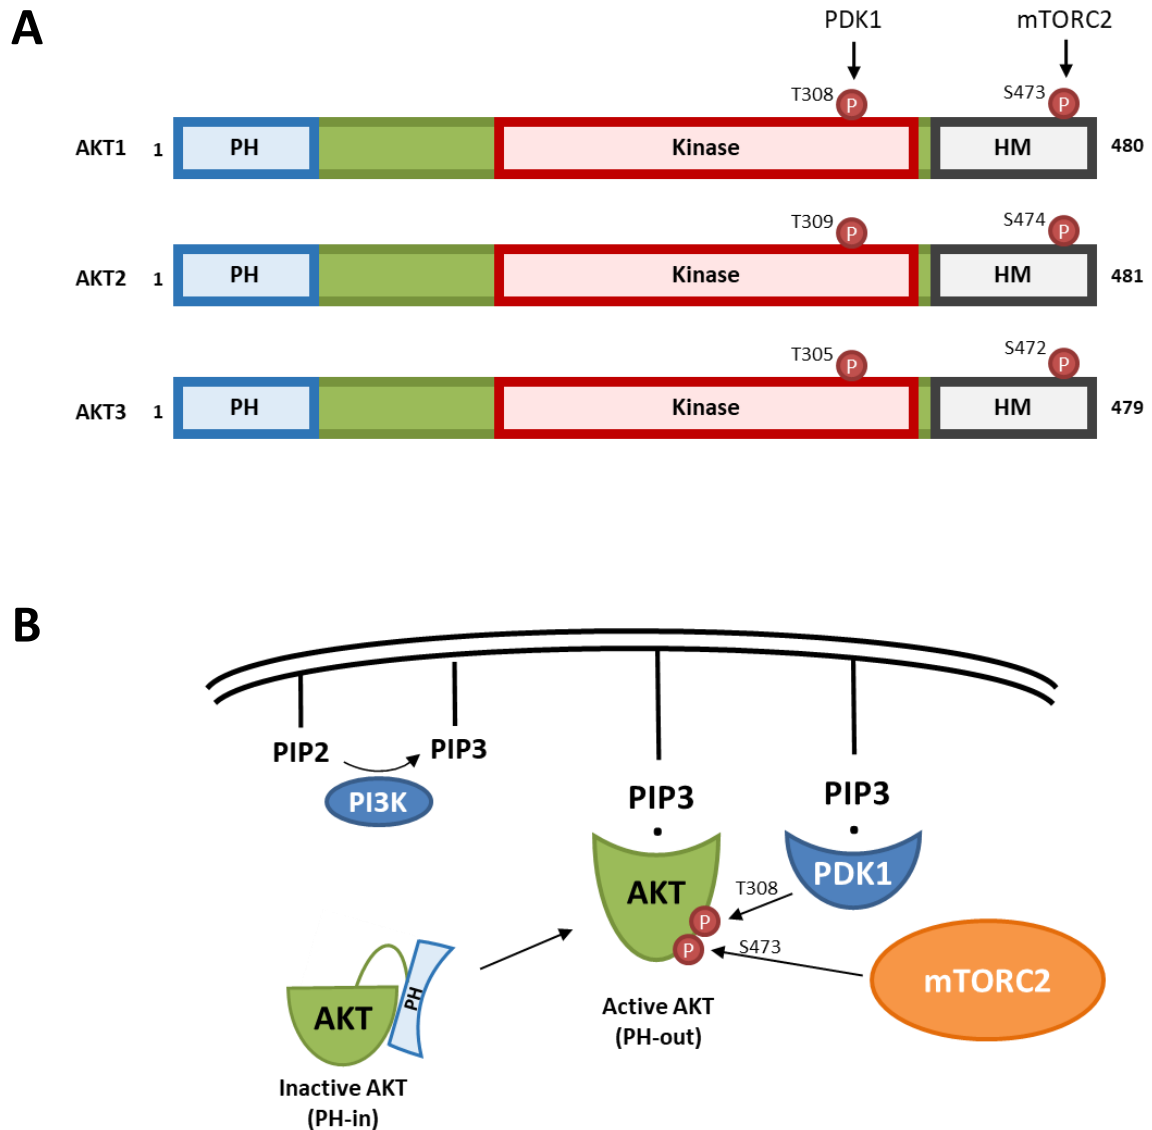 A
PDK1 mTORC2
T308 P S473 P
AKT1 1 PH Kinase HM 480
T309 P S474 P
AKT2 1 PH Kinase HM 481
T305 P S472 P
AKT3 1 PH Kinase HM 479
B
PIP2 PIP3
PI3K
PIP3 PIP3
AKT PDK1
T308
P
P S473
mTORC2
AKT PH
Active AKT
(PH-out)
Inactive AKT
(PH-in)